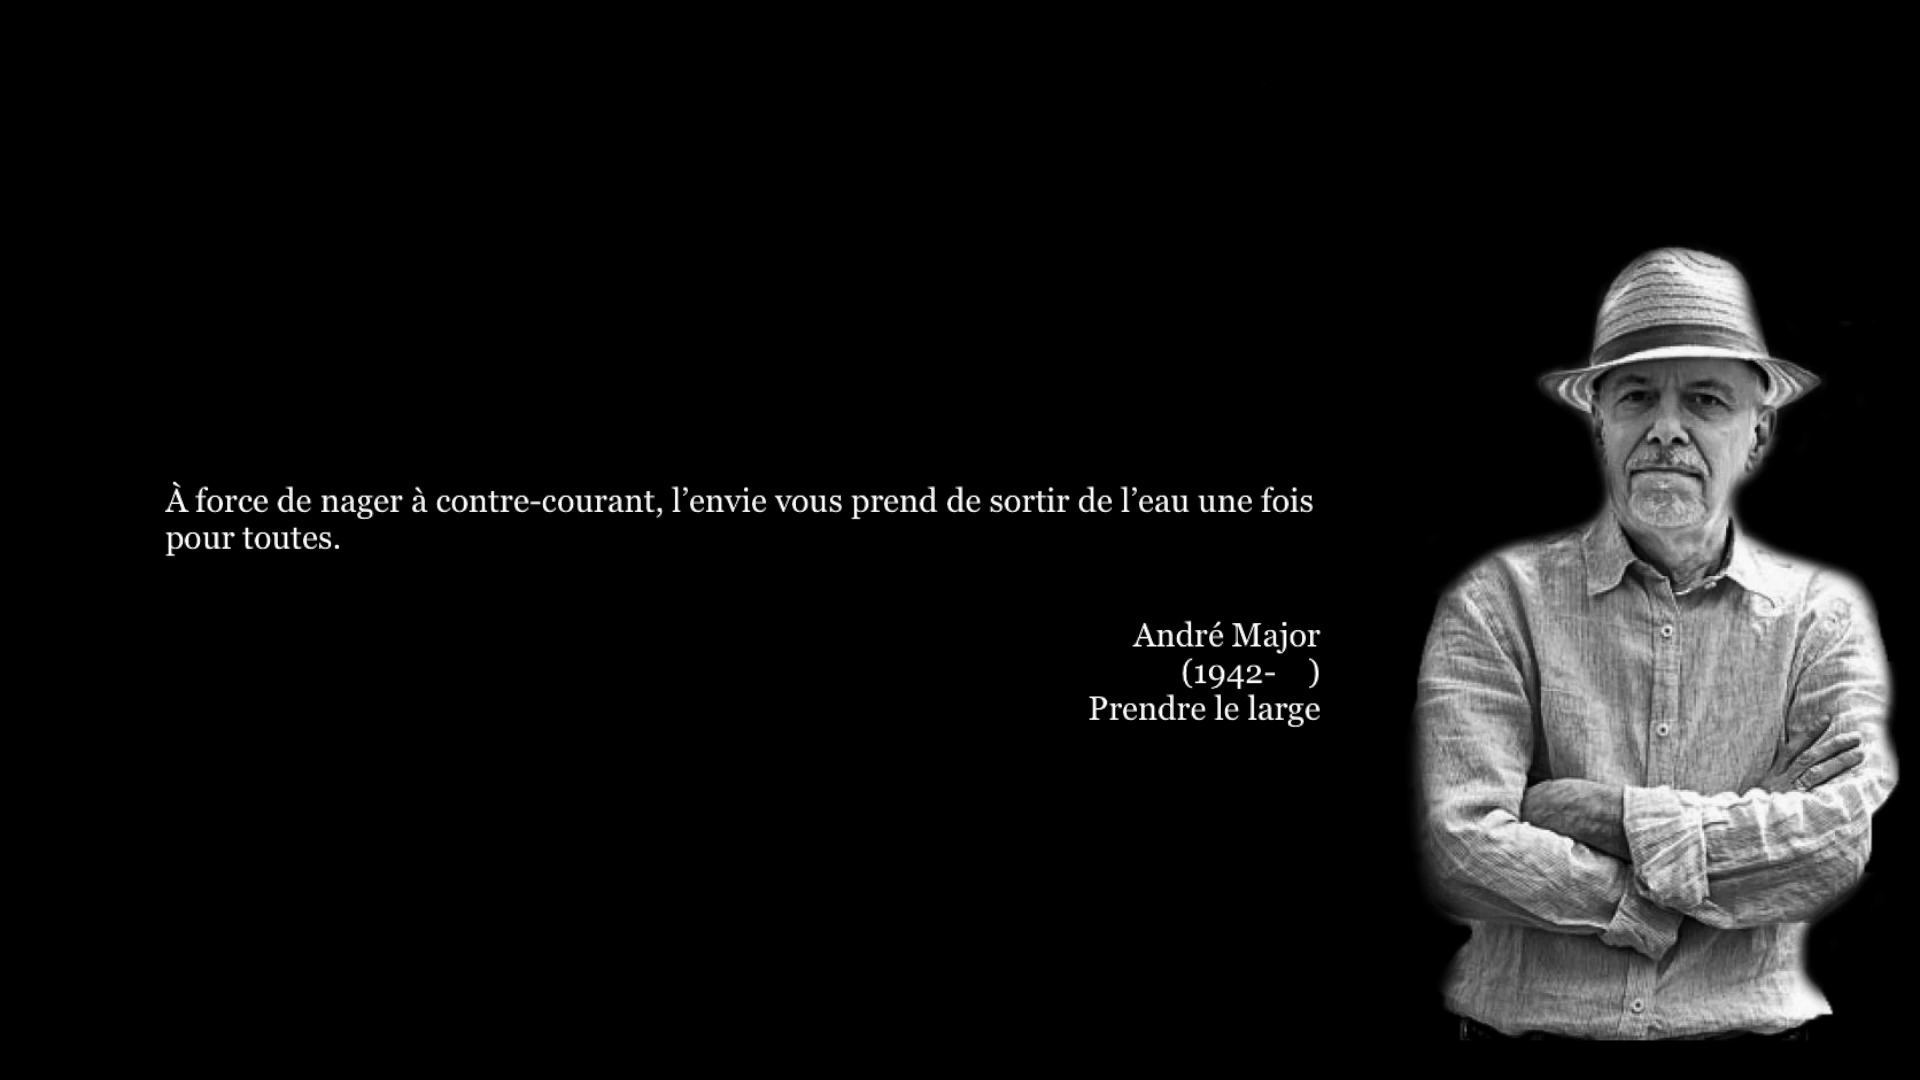 À force de nager à contre-courant, l’envie vous prend de sortir de l’eau une fois
pour toutes.
André Major
(1942-    )
Prendre le large